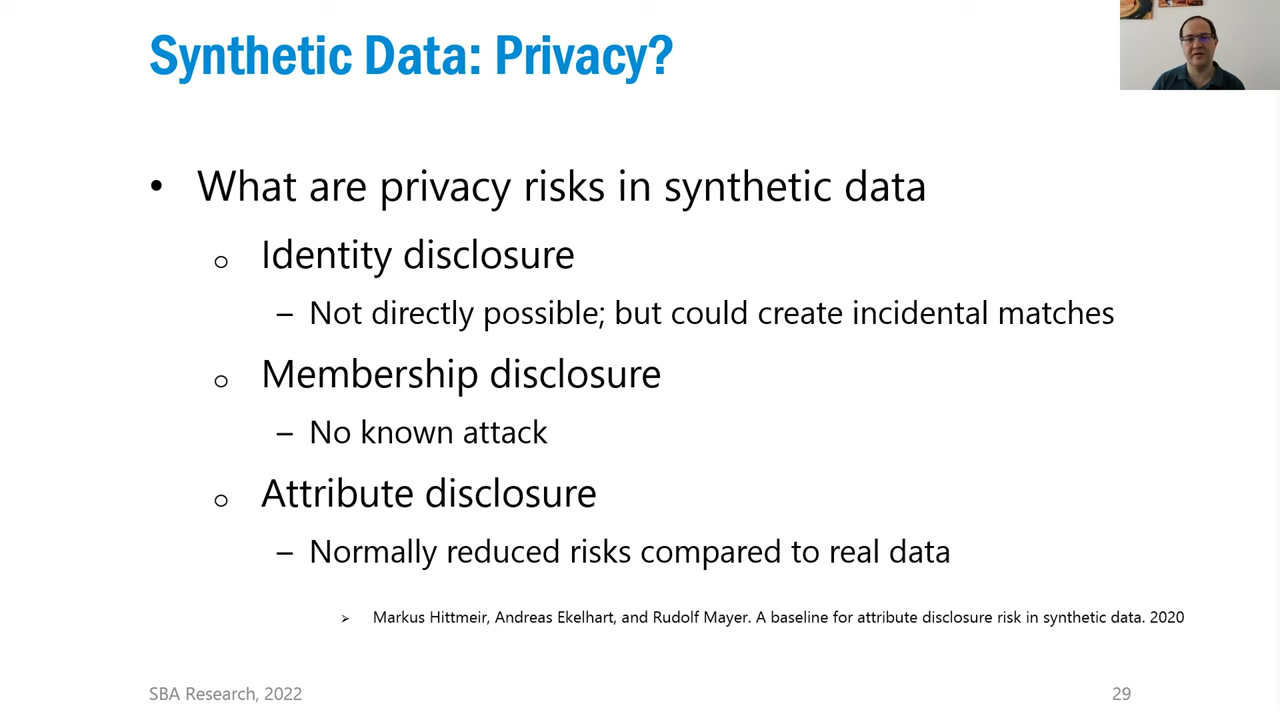 Synthetic Data: Privacy?
• What are privacy risks in synthetic data
o Identity disclosure
– Not directly possible; but could create incidental matches
o Membership disclosure
– No known attack
o Attribute disclosure
– Normally reduced risks compared to real data
➢ Markus Hittmeir, Andreas Ekelhart, and Rudolf Mayer. A baseline for attribute disclosure risk in synthetic data. 2020
SBA Research, 2022
29